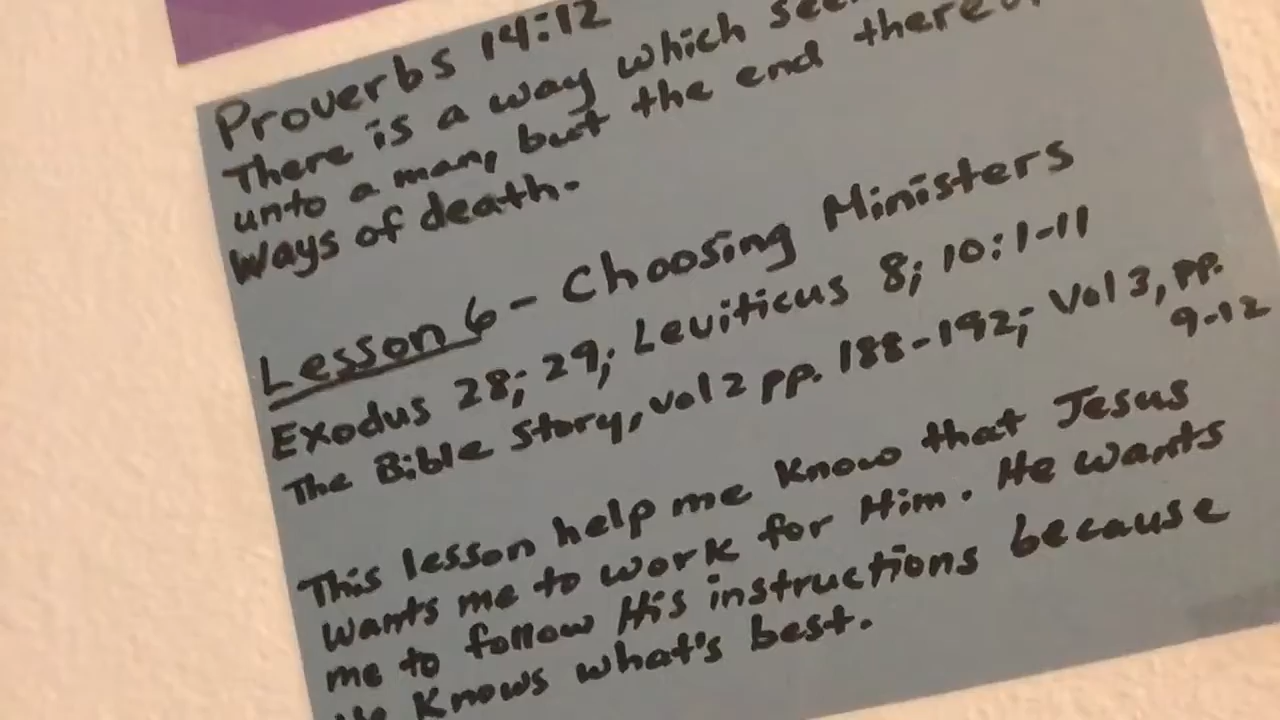 Proverbs 14:12
There is a way which
unto a man, but the end
ways of death.
Lesson 6 - Choosing Ministers
Exodus 28; 29; Leviticus 8; 10:1-11
The Bible Story, Vol 2 pp. 188-192; Vol 3, pp.
9-12
This lesson help me know that Jesus
wants me to work for Him. He wants
me to follow His instructions because
He knows what's best.